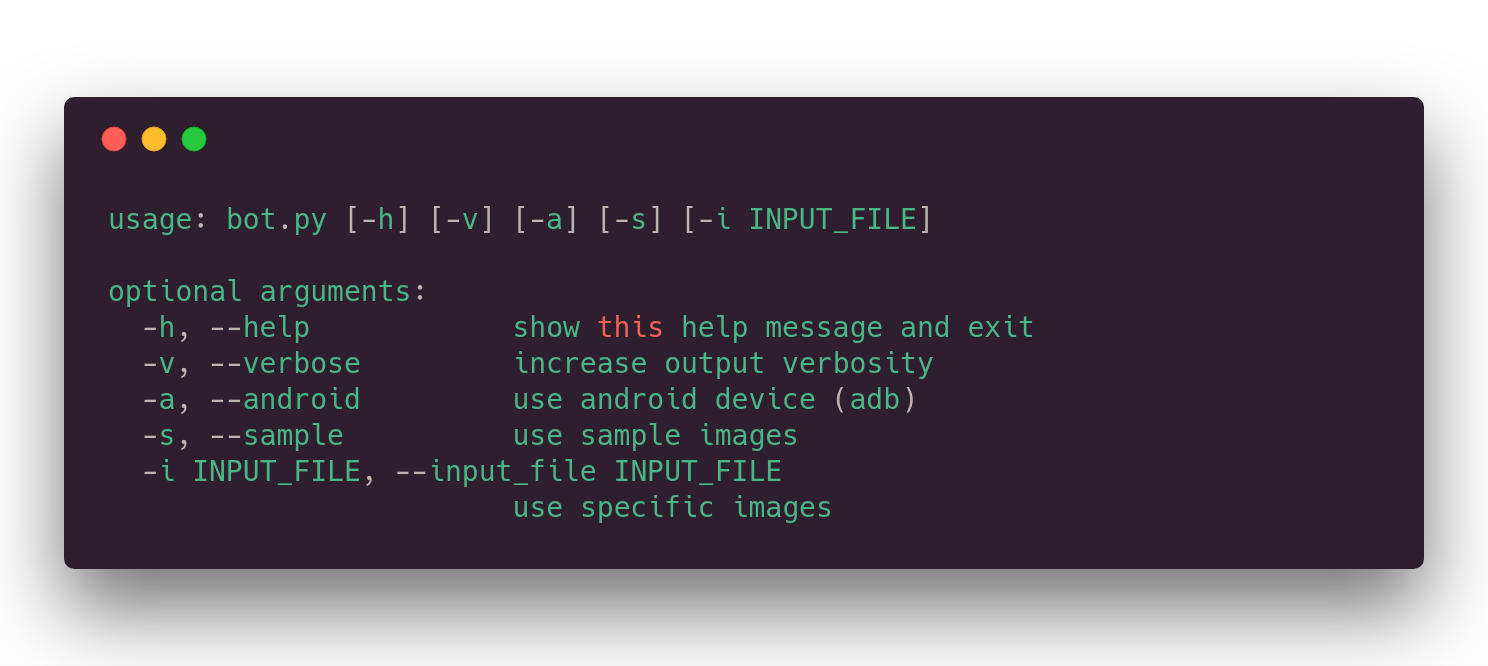 usage: bot.py [-h] [-v] [-a] [-s] [-i INPUT_FILE]

optional arguments:
  -h, --help            show this help message and exit
  -v, --verbose         increase output verbosity
  -a, --android         use android device (adb)
  -s, --sample          use sample images
  -i INPUT_FILE, --input_file INPUT_FILE
                        use specific images